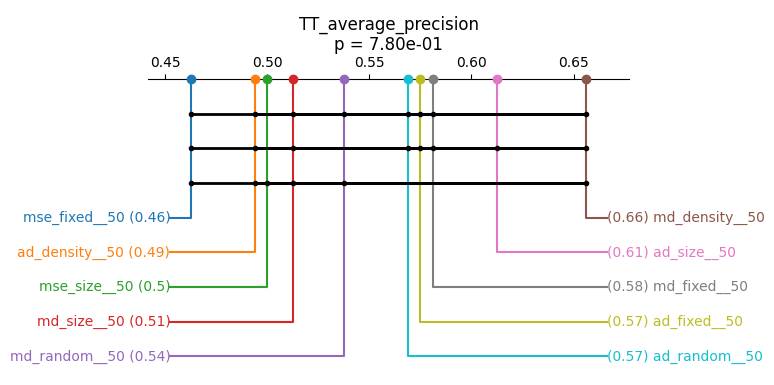 TT_average_precision
p = 7.80e-01
0.45 0.50 0.55 0.60 0.65
mse_fixed__50 (0.46)
(0.66) md_density__50
ad_density__50 (0.49)
(0.61) ad_size__50
mse_size__50 (0.5)
(0.58) md_fixed__50
md_size__50 (0.51)
(0.57) ad_fixed__50
md_random__50 (0.54)
(0.57) ad_random__50